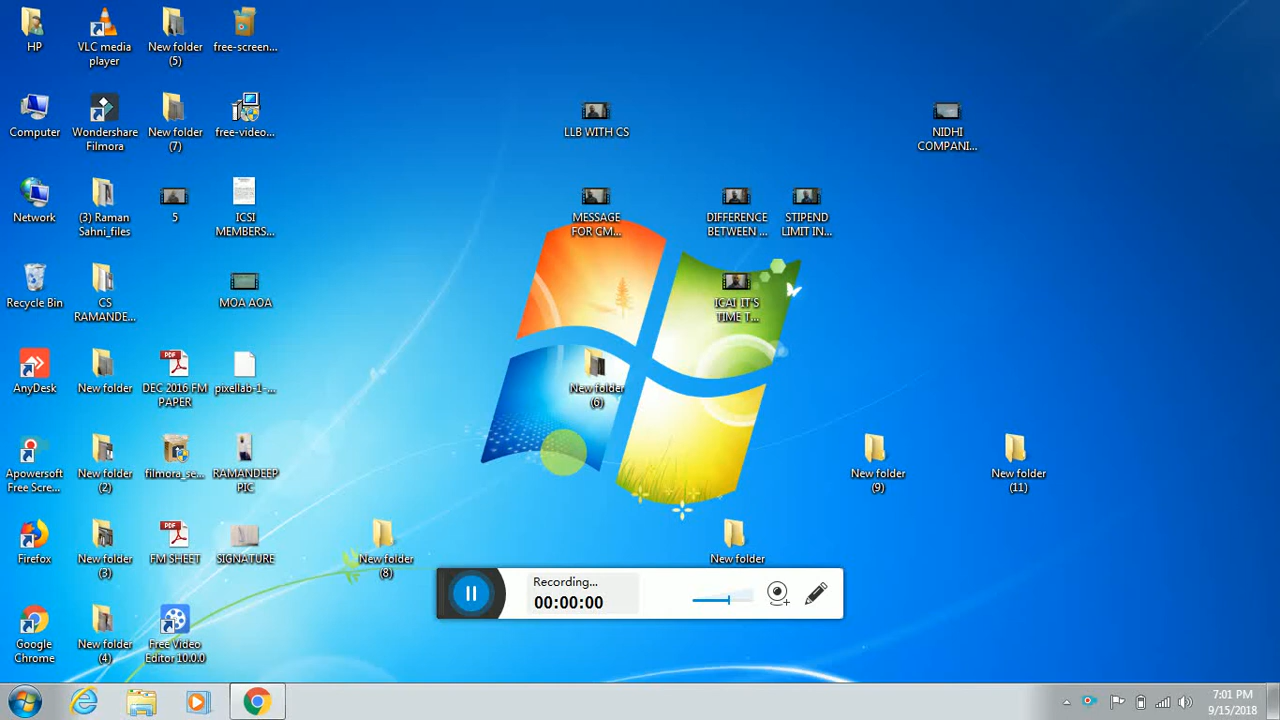 HP
VLC media
player
New folder
(5)
free-screen...
Computer
Wondershare
Filmora
New folder
(7)
free-video...
LLB WITH CS
NIDHI
COMPANI...
Network
(3) Raman
Sahni_files
5
ICSI
MEMBERS...
MESSAGE
FOR CM...
DIFFERENCE
BETWEEN ...
STIPEND
LIMIT IN...
Recycle Bin
CS
RAMANDE...
MOA AOA
ICAI IT'S
TIME T...
AnyDesk
New folder
PDF
DEC 2016 FM
PAPER
pixellab-1-...
New folder
(6)
Apowersoft
Free Scre...
New folder
(2)
filmora_se...
RAMANDEEP
PIC
New folder
(9)
New folder
(11)
Firefox
New folder
(3)
PDF
FM SHEET
SIGNATURE
New folder
(8)
New folder
Recording...
00:00:00
Google
Chrome
New folder
(4)
Free Video
Editor 10.0.0
7:01 PM
9/15/2018